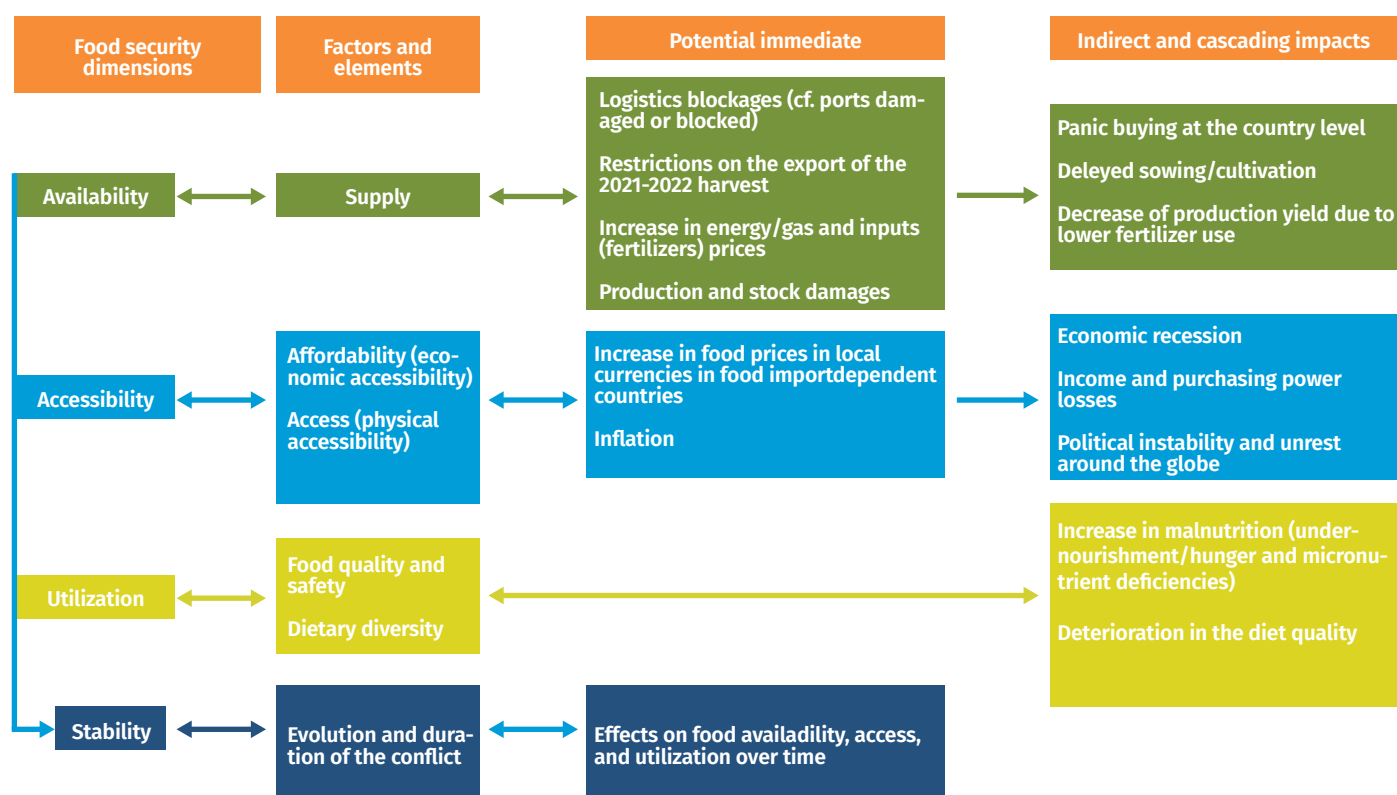 Food security
dimensions
Factors and
elements
Potential immediate
Indirect and cascading impacts
Availability
Supply
Logistics blockages (cf. ports dam-
aged or blocked)
Restrictions on the export of the
2021-2022 harvest
Increase in energy/gas and inputs
(fertilizers) prices
Production and stock damages
Panic buying at the country level
Deleyed sowing/cultivation
Decrease of production yield due to
lower fertilizer use
Accessibility
Affordability (eco-
nomic accessibility)
Access (physical
accessibility)
Increase in food prices in local
currencies in food importdependent
countries
Inflation
Economic recession
Income and purchasing power
losses
Political instability and unrest
around the globe
Utilization
Food quality and
safety
Dietary diversity
Increase in malnutrition (under-
nourishment/hunger and micronu-
trient deficiencies)
Deterioration in the diet quality
Stability
Evolution and dura-
tion of the conflict
Effects on food availadility, access,
and utilization over time